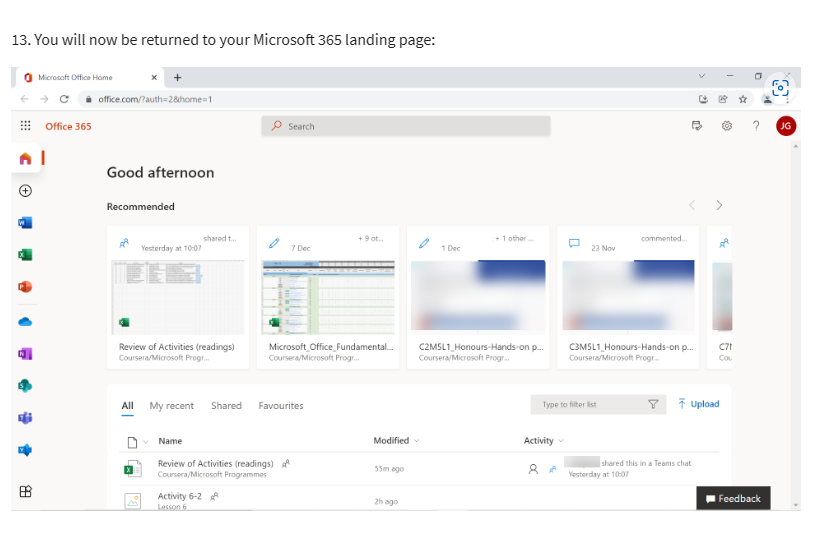 13. You will now be returned to your Microsoft 365 landing page:
Microsoft Office Home
office.com/?auth=2&home=1
Office 365
Search
JG
Good afternoon
Recommended
shared t...
Yesterday at 10:07
+ 9 ot...
7 Dec
+ 1 other ...
1 Dec
commented...
23 Nov
Review of Activities (readings)
Coursera/Microsoft Progr...
Microsoft_Office_Fundamental...
Coursera/Microsoft Progr...
C2M5L1_Honours-Hands-on p...
Coursera/Microsoft Progr...
C3M5L1_Honours-Hands-on p...
Coursera/Microsoft Progr...
All My recent Shared Favourites
Type to filter list
Upload
Name Modified Activity
Review of Activities (readings)
Coursera/Microsoft Programmes
55m ago
shared this in a Teams chat
Yesterday at 10:07
Activity 6-2
Lesson 6
2h ago
Feedback